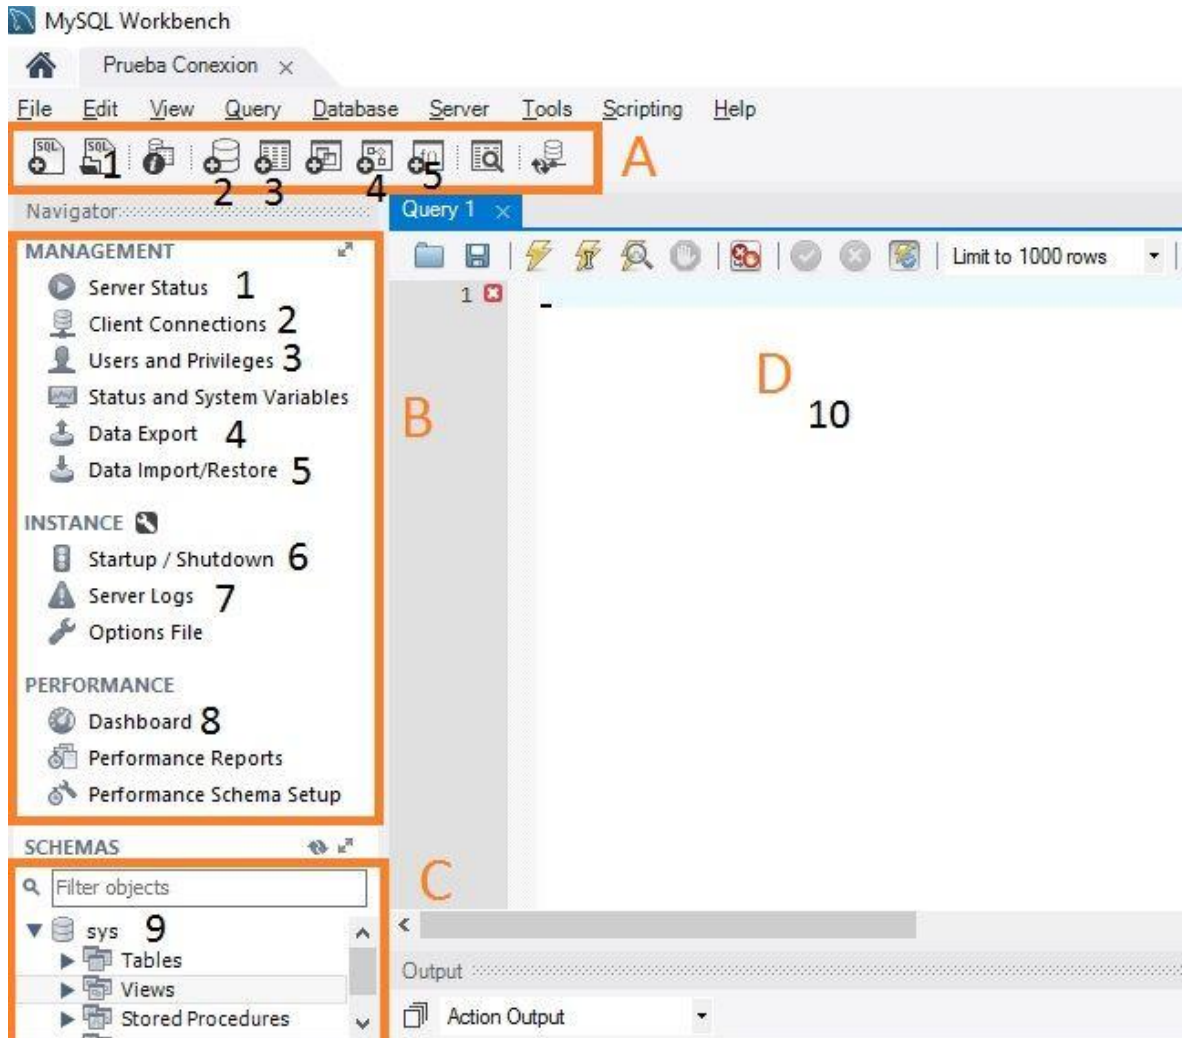 MySQL Workbench
Prueba Conexion
File Edit View Query Database Server Tools Scripting Help
SQL SQL 1 2 3 4 5 A
Navigator
Query 1
MANAGEMENT
Server Status 1
Client Connections 2
Users and Privileges 3
Status and System Variables
Data Export 4
Data Import/Restore 5
INSTANCE
Startup / Shutdown 6
Server Logs 7
Options File
PERFORMANCE
Dashboard 8
Performance Reports
Performance Schema Setup
B
Limit to 1000 rows
1
D
10
SCHEMAS
Filter objects
C
sys 9
Tables
Views
Stored Procedures
Output
Action Output